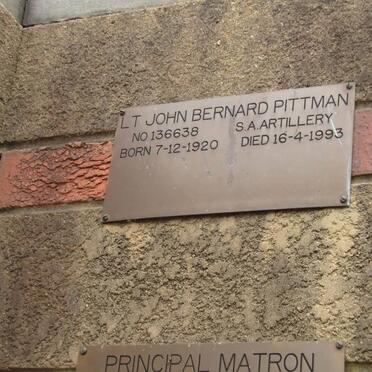 LT JOHN BERNARD PITTMAN
NO 136638 S.A. ARTILLERY
BORN 7-12-1920 DIED 16-4-1993
PRINCIPAL MATRON